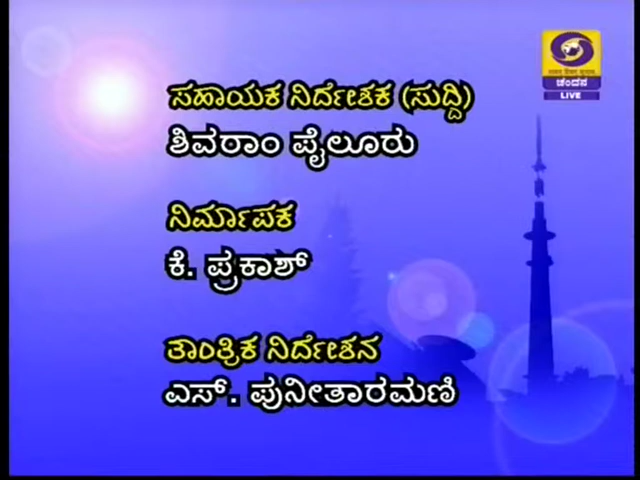 ಚಂದನ
LIVE
ಸಹಾಯಕ ನಿರ್ದೇಶಕ (ಸುದ್ದಿ)
ಶಿವರಾಂ ಪೈಲೂರು
ನಿರ್ಮಾಪಕ
ಕೆ. ಪ್ರಕಾಶ್
ತಾಂತ್ರಿಕ ನಿರ್ದೇಶನ
ಎಸ್. ಪುನೀತಾರಮಣಿ